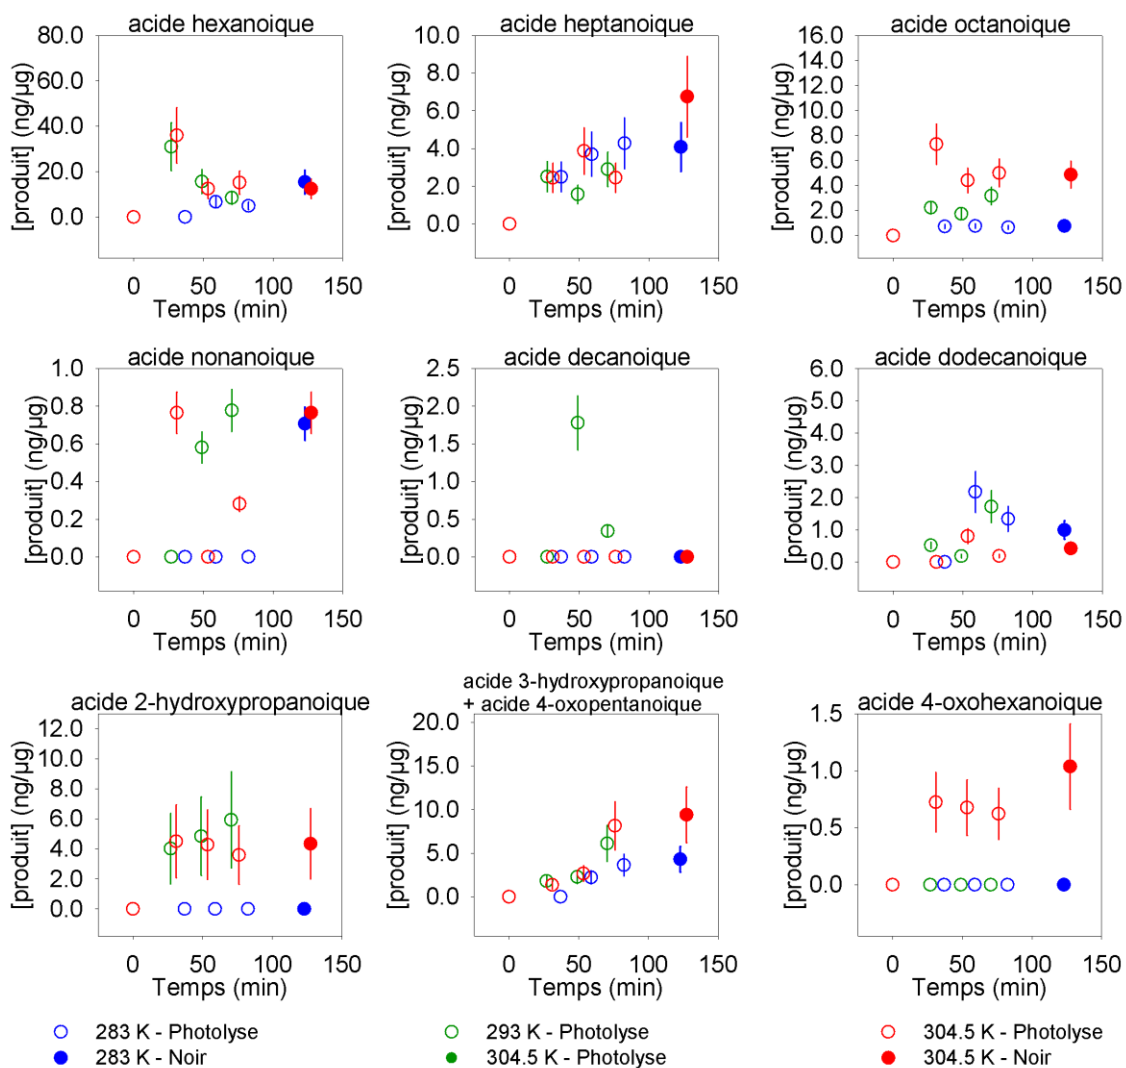 acide hexanoique
acide heptanoique
acide octanoique
[produit] (ng/µg)
80.0
60.0
40.0
20.0
0.0
0 50 100 150
Temps (min)
[produit] (ng/µg)
10.0
8.0
6.0
4.0
2.0
0.0
0 50 100 150
Temps (min)
[produit] (ng/µg)
16.0
14.0
12.0
10.0
8.0
6.0
4.0
2.0
0.0
0 50 100 150
Temps (min)
acide nonanoique
acide decanoique
acide dodecanoique
[produit] (ng/µg)
1.0
0.8
0.6
0.4
0.2
0.0
0 50 100 150
Temps (min)
[produit] (ng/µg)
2.5
2.0
1.5
1.0
0.5
0.0
0 50 100 150
Temps (min)
[produit] (ng/µg)
6.0
5.0
4.0
3.0
2.0
1.0
0.0
0 50 100 150
Temps (min)
acide 2-hydroxypropanoique
acide 3-hydroxypropanoique
+ acide 4-oxopentanoique
acide 4-oxohexanoique
[produit] (ng/µg)
12.0
10.0
8.0
6.0
4.0
2.0
0.0
0 50 100 150
Temps (min)
[produit] (ng/µg)
20.0
15.0
10.0
5.0
0.0
0 50 100 150
Temps (min)
[produit] (ng/µg)
1.5
1.0
0.5
0.0
0 50 100 150
Temps (min)
283 K - Photolyse
293 K - Photolyse
304.5 K - Photolyse
283 K - Noir
304.5 K - Photolyse
304.5 K - Noir